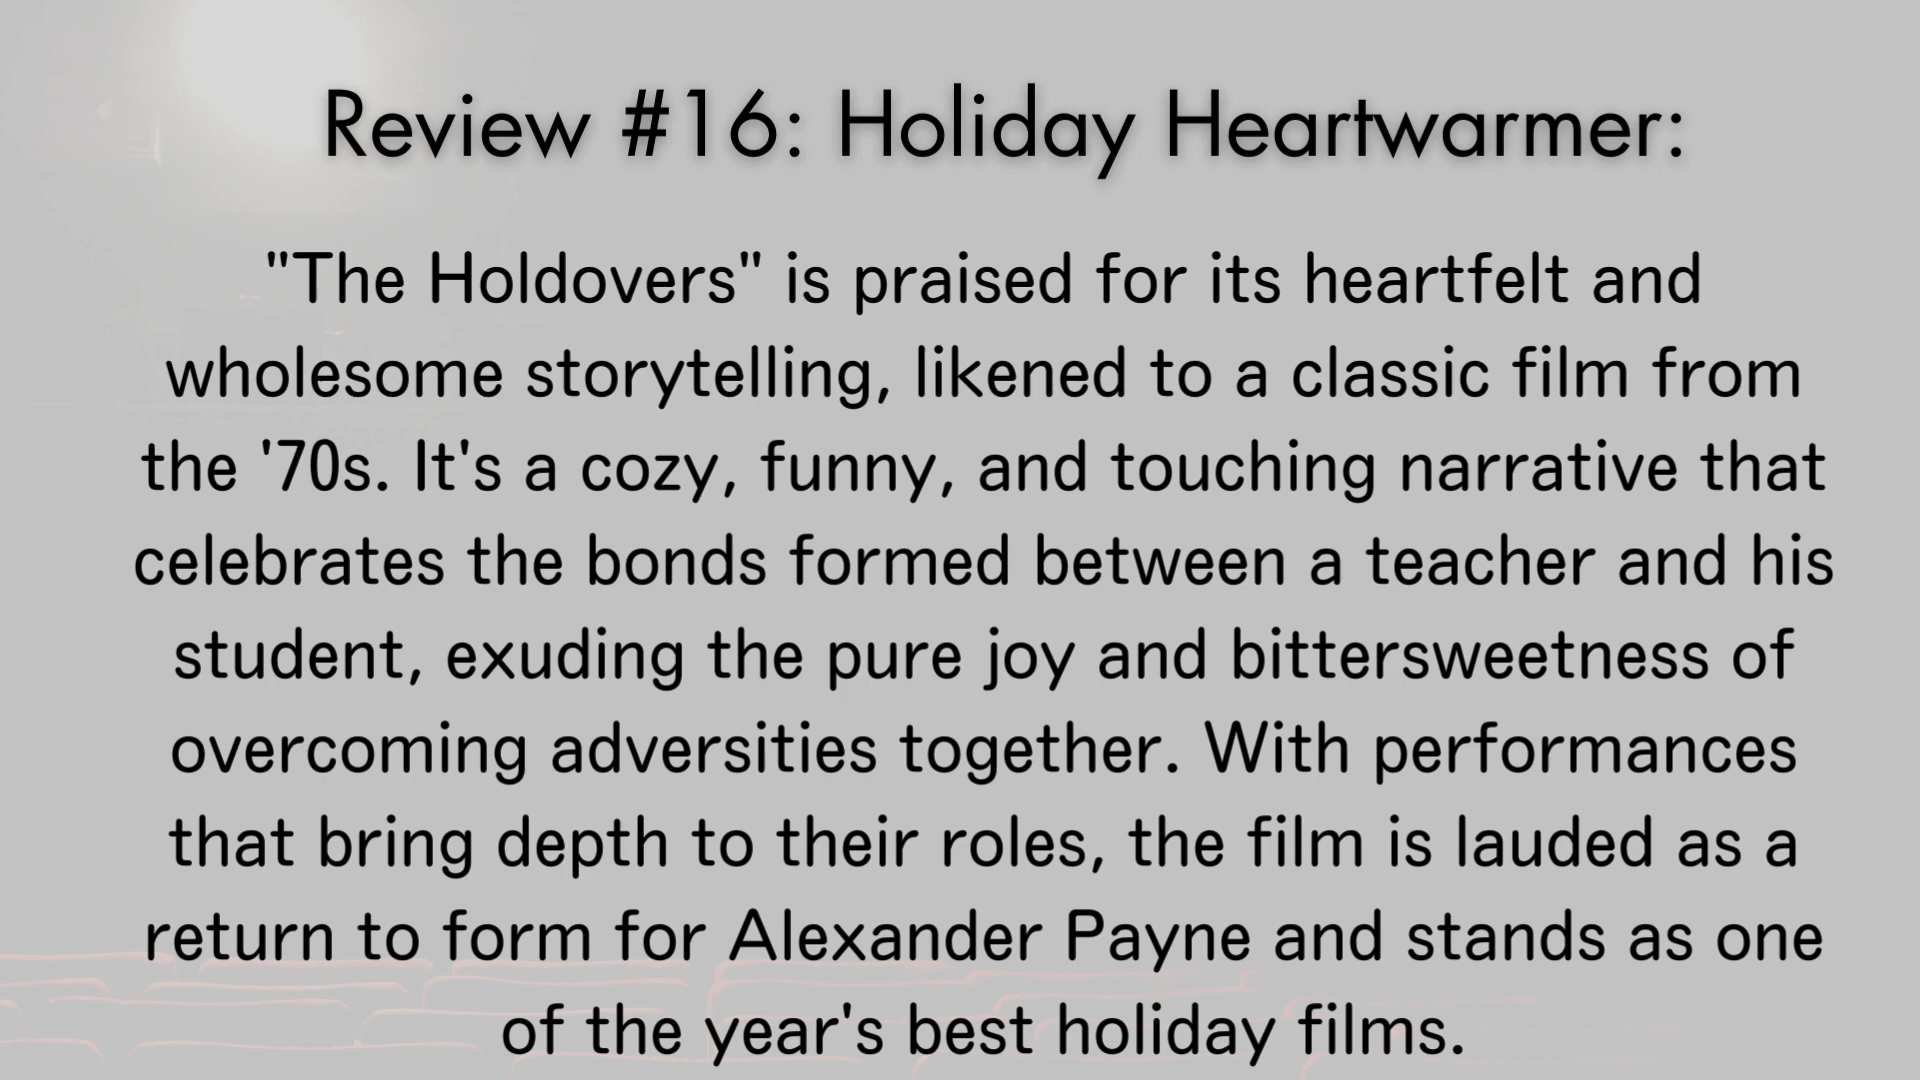 Review #16: Holiday Heartwarmer:
"The Holdovers" is praised for its heartfelt and
wholesome storytelling, likened to a classic film from
the '70s. It's a cozy, funny, and touching narrative that
celebrates the bonds formed between a teacher and his
student, exuding the pure joy and bittersweetness of
overcoming adversities together. With performances
that bring depth to their roles, the film is lauded as a
return to form for Alexander Payne and stands as one
of the year's best holiday films.